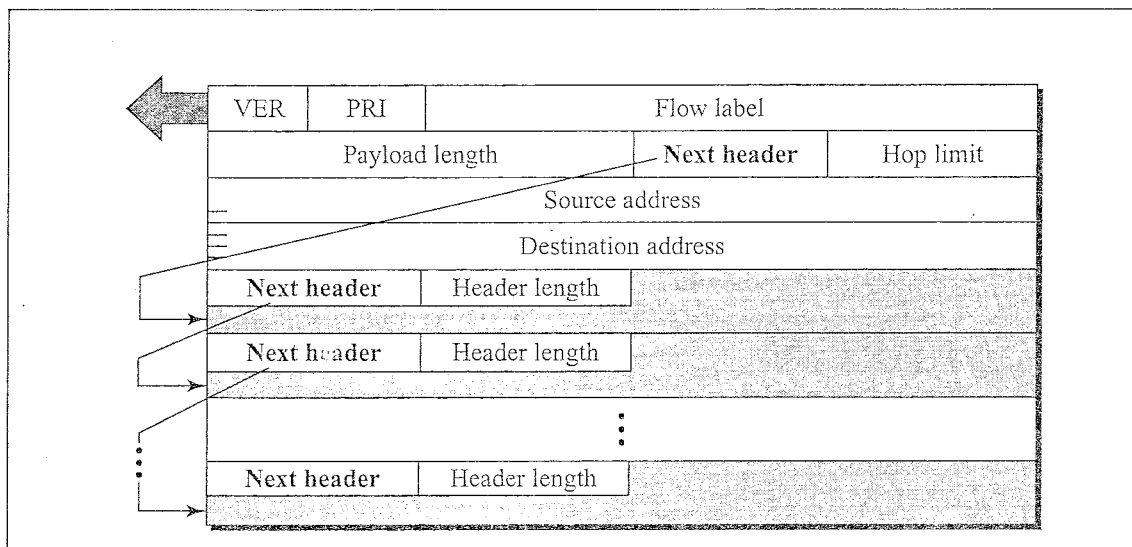 VER PRI Flow label
Payload length Next header Hop limit
Source address
Destination address
Next header Header length
Next header Header length
Next header Header length